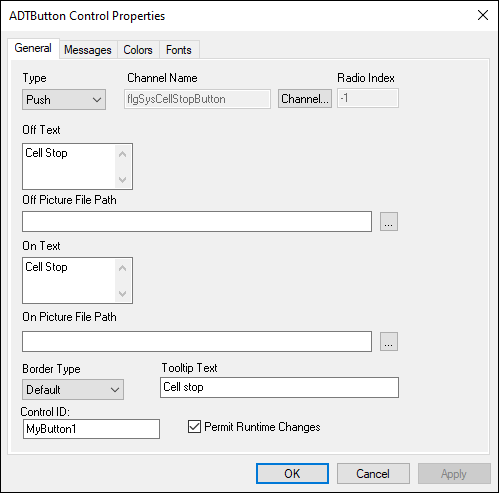 ADTButton Control Properties
General Messages Colors Fonts
Type Channel Name Radio Index
Push flgSysCellStopButton Channel... -1
Off Text
Cell Stop
Off Picture File Path
...
On Text
Cell Stop
On Picture File Path
...
Border Type Tooltip Text
Default Cell stop
Control ID:
MyButton1 Permit Runtime Changes
OK Cancel Apply